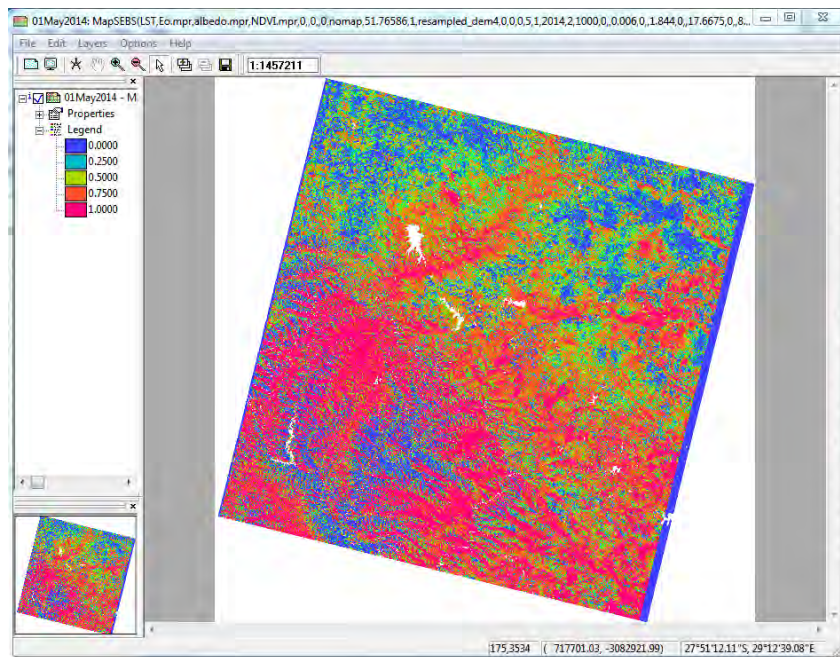 01May2014: MapSEBS(LST,Eo.mpr,albedo.mpr,NDVI.mpr,0,,0,,0,nomap,51.76586,1,resampled_dem4,0,0,0,5,1,2014,2,1000,0,,0.006,0,,1.844,0,,17.6675,0,,8...
File Edit Layers Options Help
1:1457211
01May2014 - M
Properties
Legend
0.0000
0.2500
0.5000
0.7500
1.0000
175,3534 ( 717701.03, -3082921.99) 27°51'12.11"S, 29°12'39.08"E